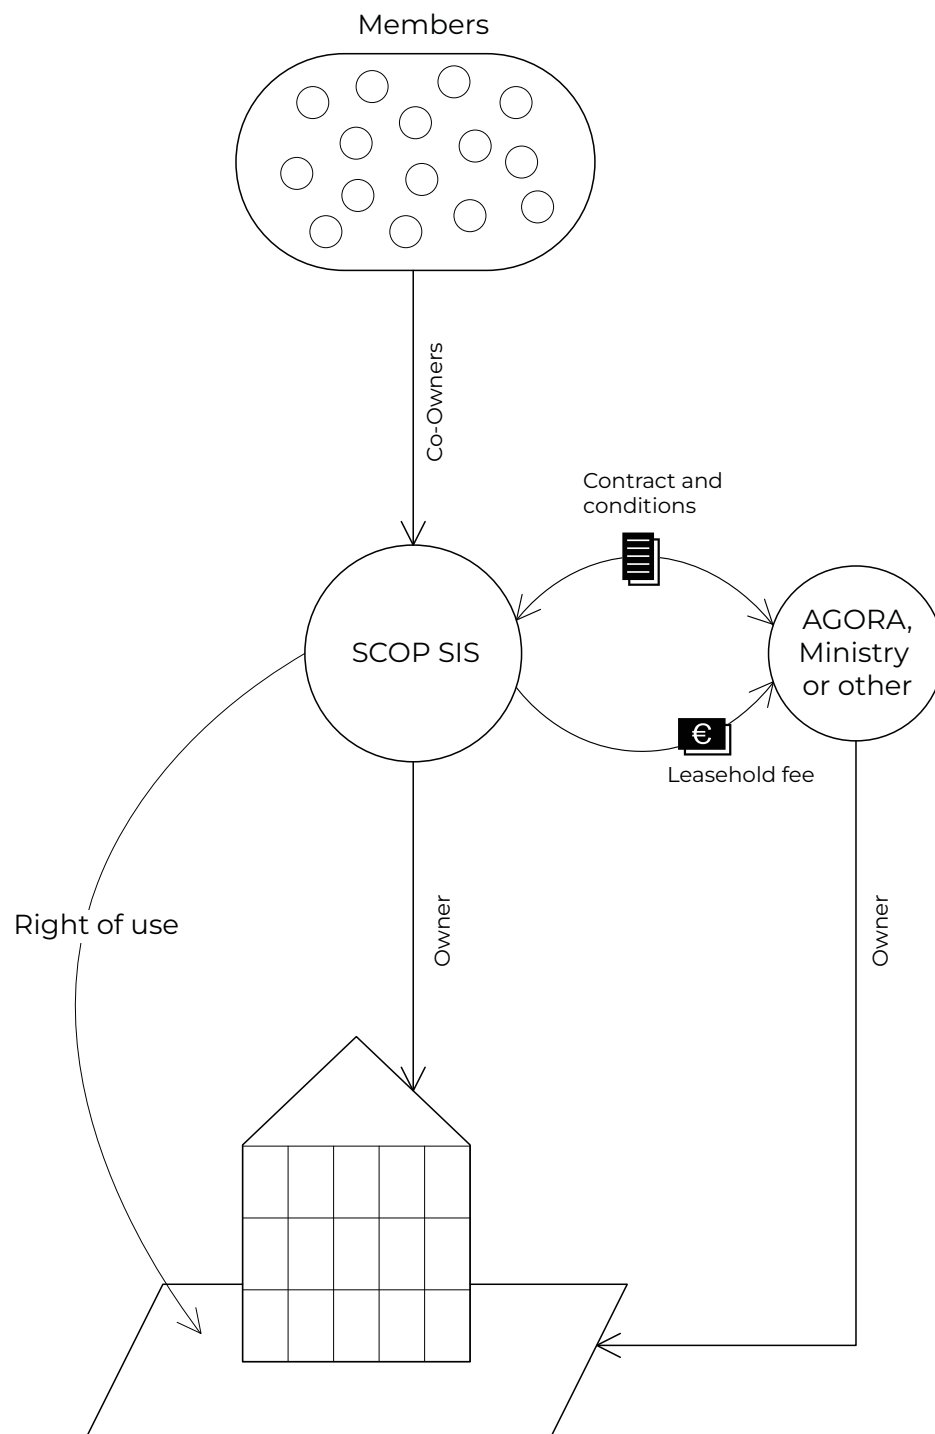 Members
Co-Owners
Contract and
conditions
SCOP SIS
AGORA,
Ministry
or other
€
Leasehold fee
Right of use
Owner
Owner